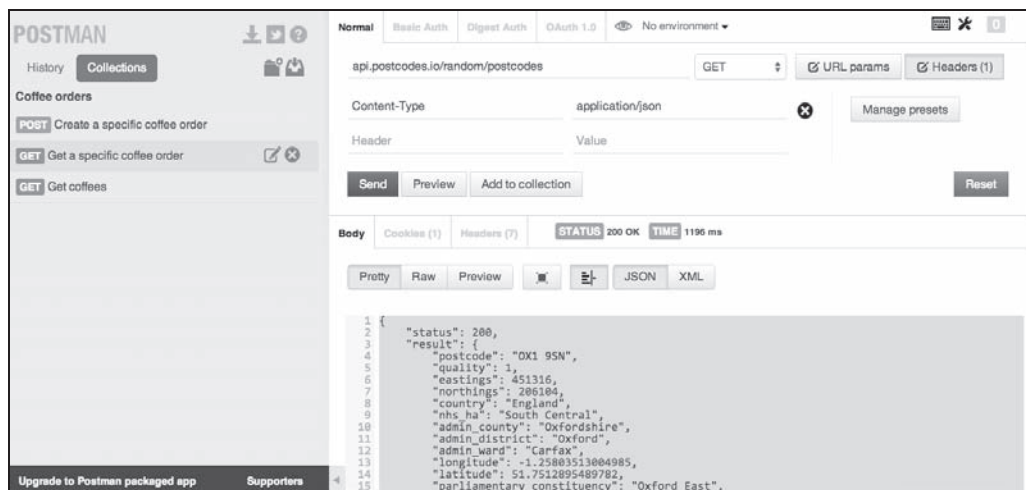 POSTMAN
History Collections
Coffee orders
POST Create a specific coffee order
GET Get a specific coffee order
GET Get coffees
Upgrade to Postman packaged app Supporters
Normal Basic Auth Digest Auth OAuth 1.0 No environment 0
api.postcodes.io/random/postcodes GET URL params Headers (1)
Content-Type application/json Manage presets
Header Value
Send Preview Add to collection Reset
Body Cookies (1) Headers (7) STATUS 200 OK TIME 1196 ms
Pretty Raw Preview JSON XML
1 {
2 "status": 200,
3 "result": {
4 "postcode": "OX1 9SN",
5 "quality": 1,
6 "eastings": 451316,
7 "northings": 206104,
8 "country": "England",
9 "nhs_ha": "South Central",
10 "admin_county": "Oxfordshire",
11 "admin_district": "Oxford",
12 "admin_ward": "Carfax",
13 "longitude": -1.25803513004985,
14 "latitude": 51.7512895489782,
15 "parliamentary_constituency": "Oxford East",